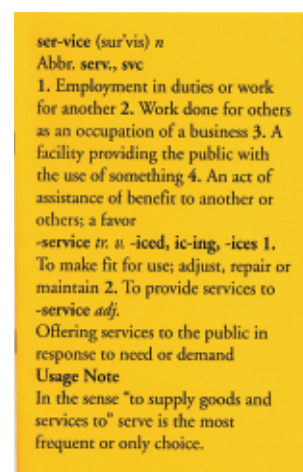 ser-vice (sur'vis) n
Abbr. serv., svc
1. Employment in duties or work
for another 2. Work done for others
as an occupation of a business 3. A
facility providing the public with
the use of something 4. An act of
assistance of benefit to another or
others; a favor
-service tr. v. -iced, ic-ing, -ices 1.
To make fit for use; adjust, repair or
maintain 2. To provide services to
-service adj.
Offering services to the public in
response to need or demand
Usage Note
In the sense "to supply goods and
services to" serve is the most
frequent or only choice.